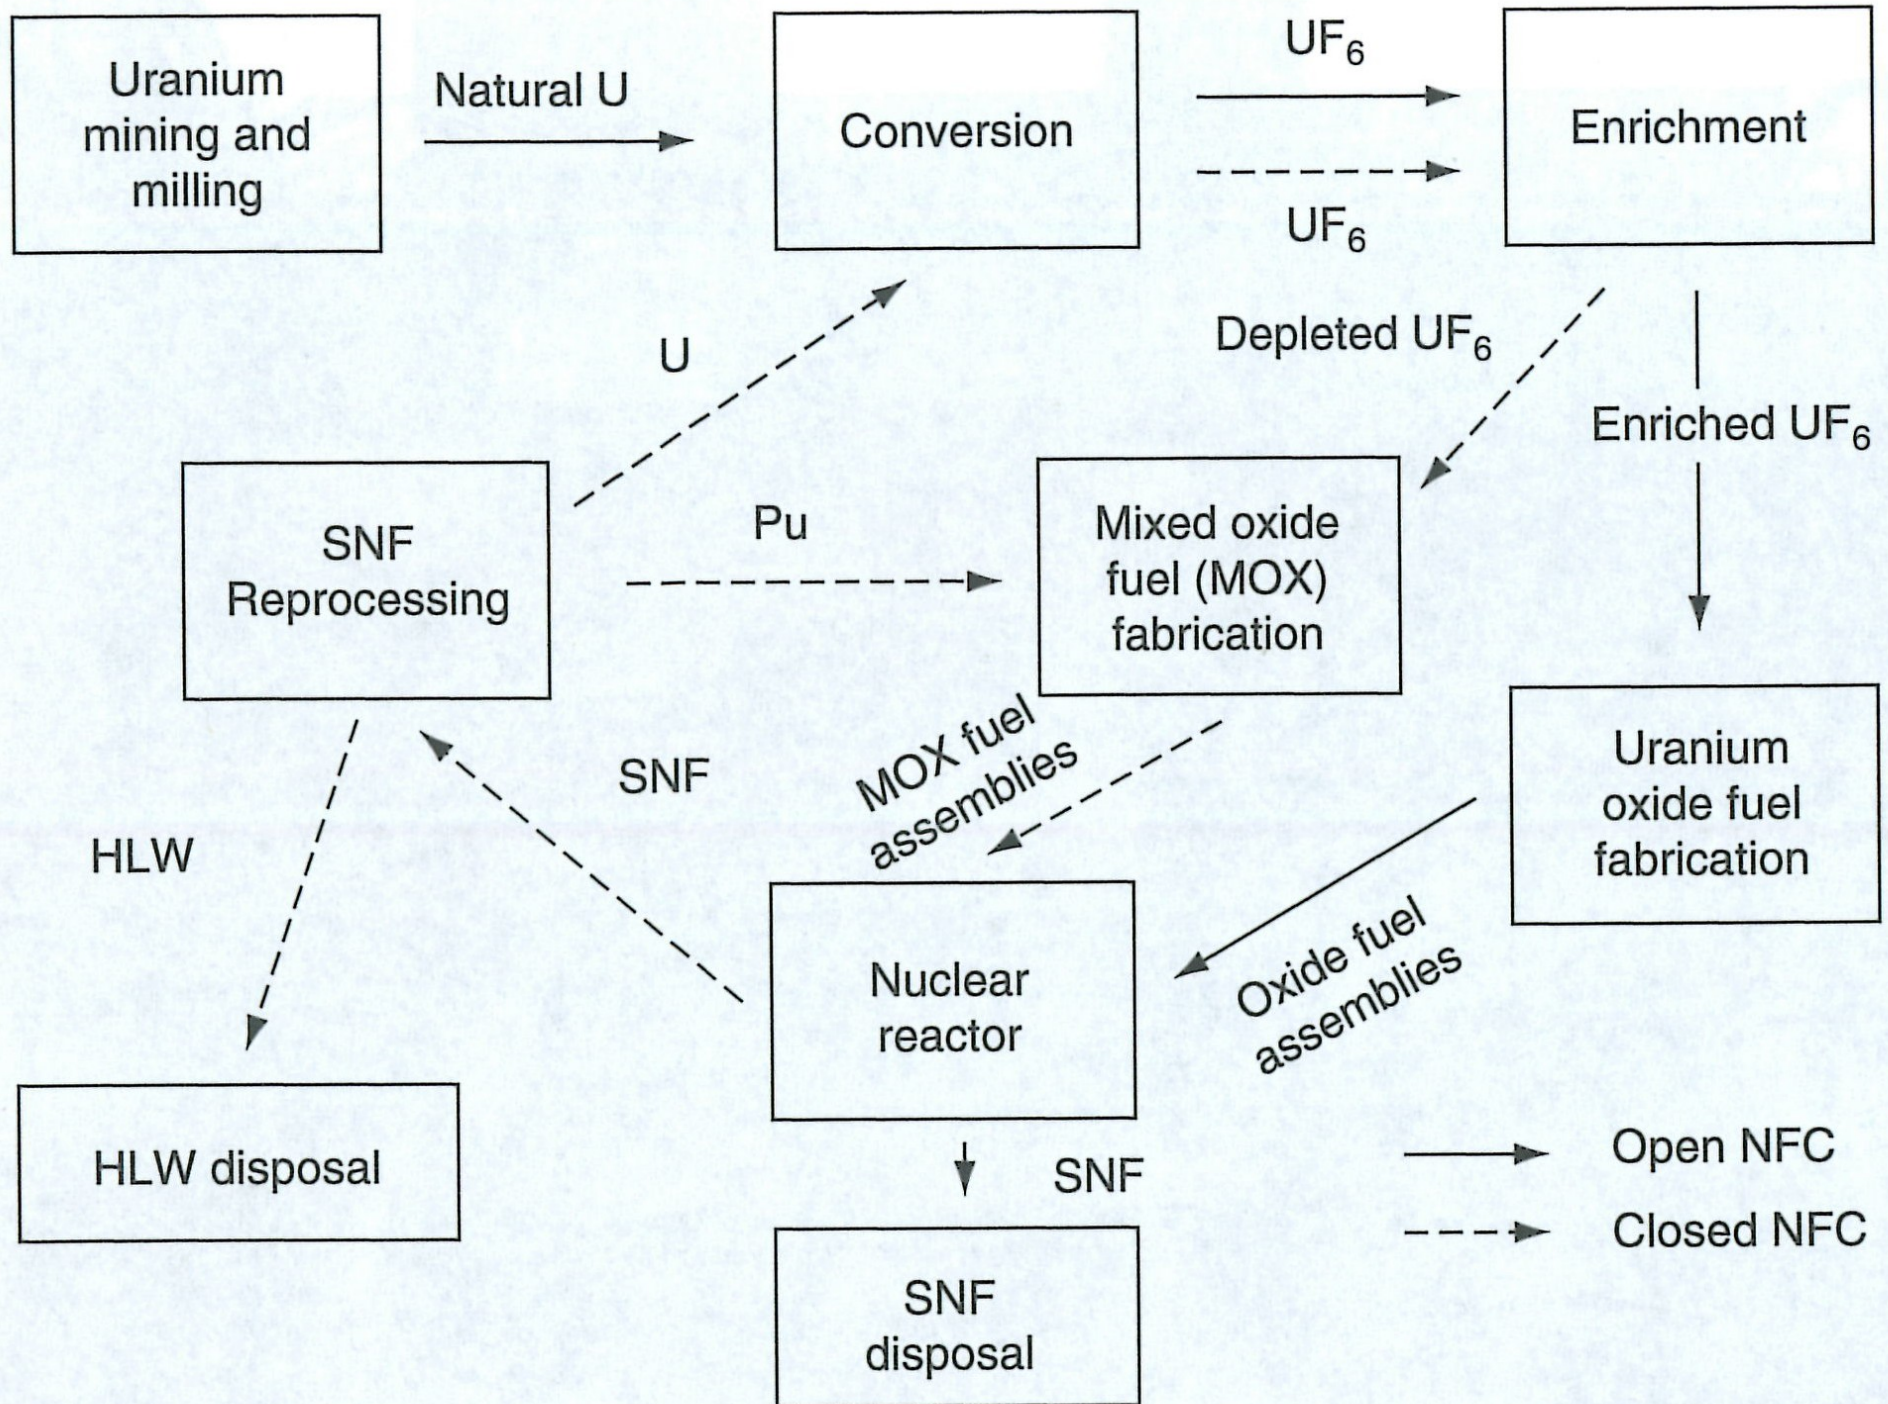 Uranium
mining and
milling
Natural U
Conversion
UF₆
UF₆
Enrichment
U
Depleted UF₆
Enriched UF₆
SNF
Reprocessing
Pu
Mixed oxide
fuel (MOX)
fabrication
Uranium
oxide fuel
fabrication
HLW
SNF
MOX fuel
assemblies
Nuclear
reactor
Oxide fuel
assemblies
HLW disposal
SNF
SNF
disposal
Open NFC
Closed NFC